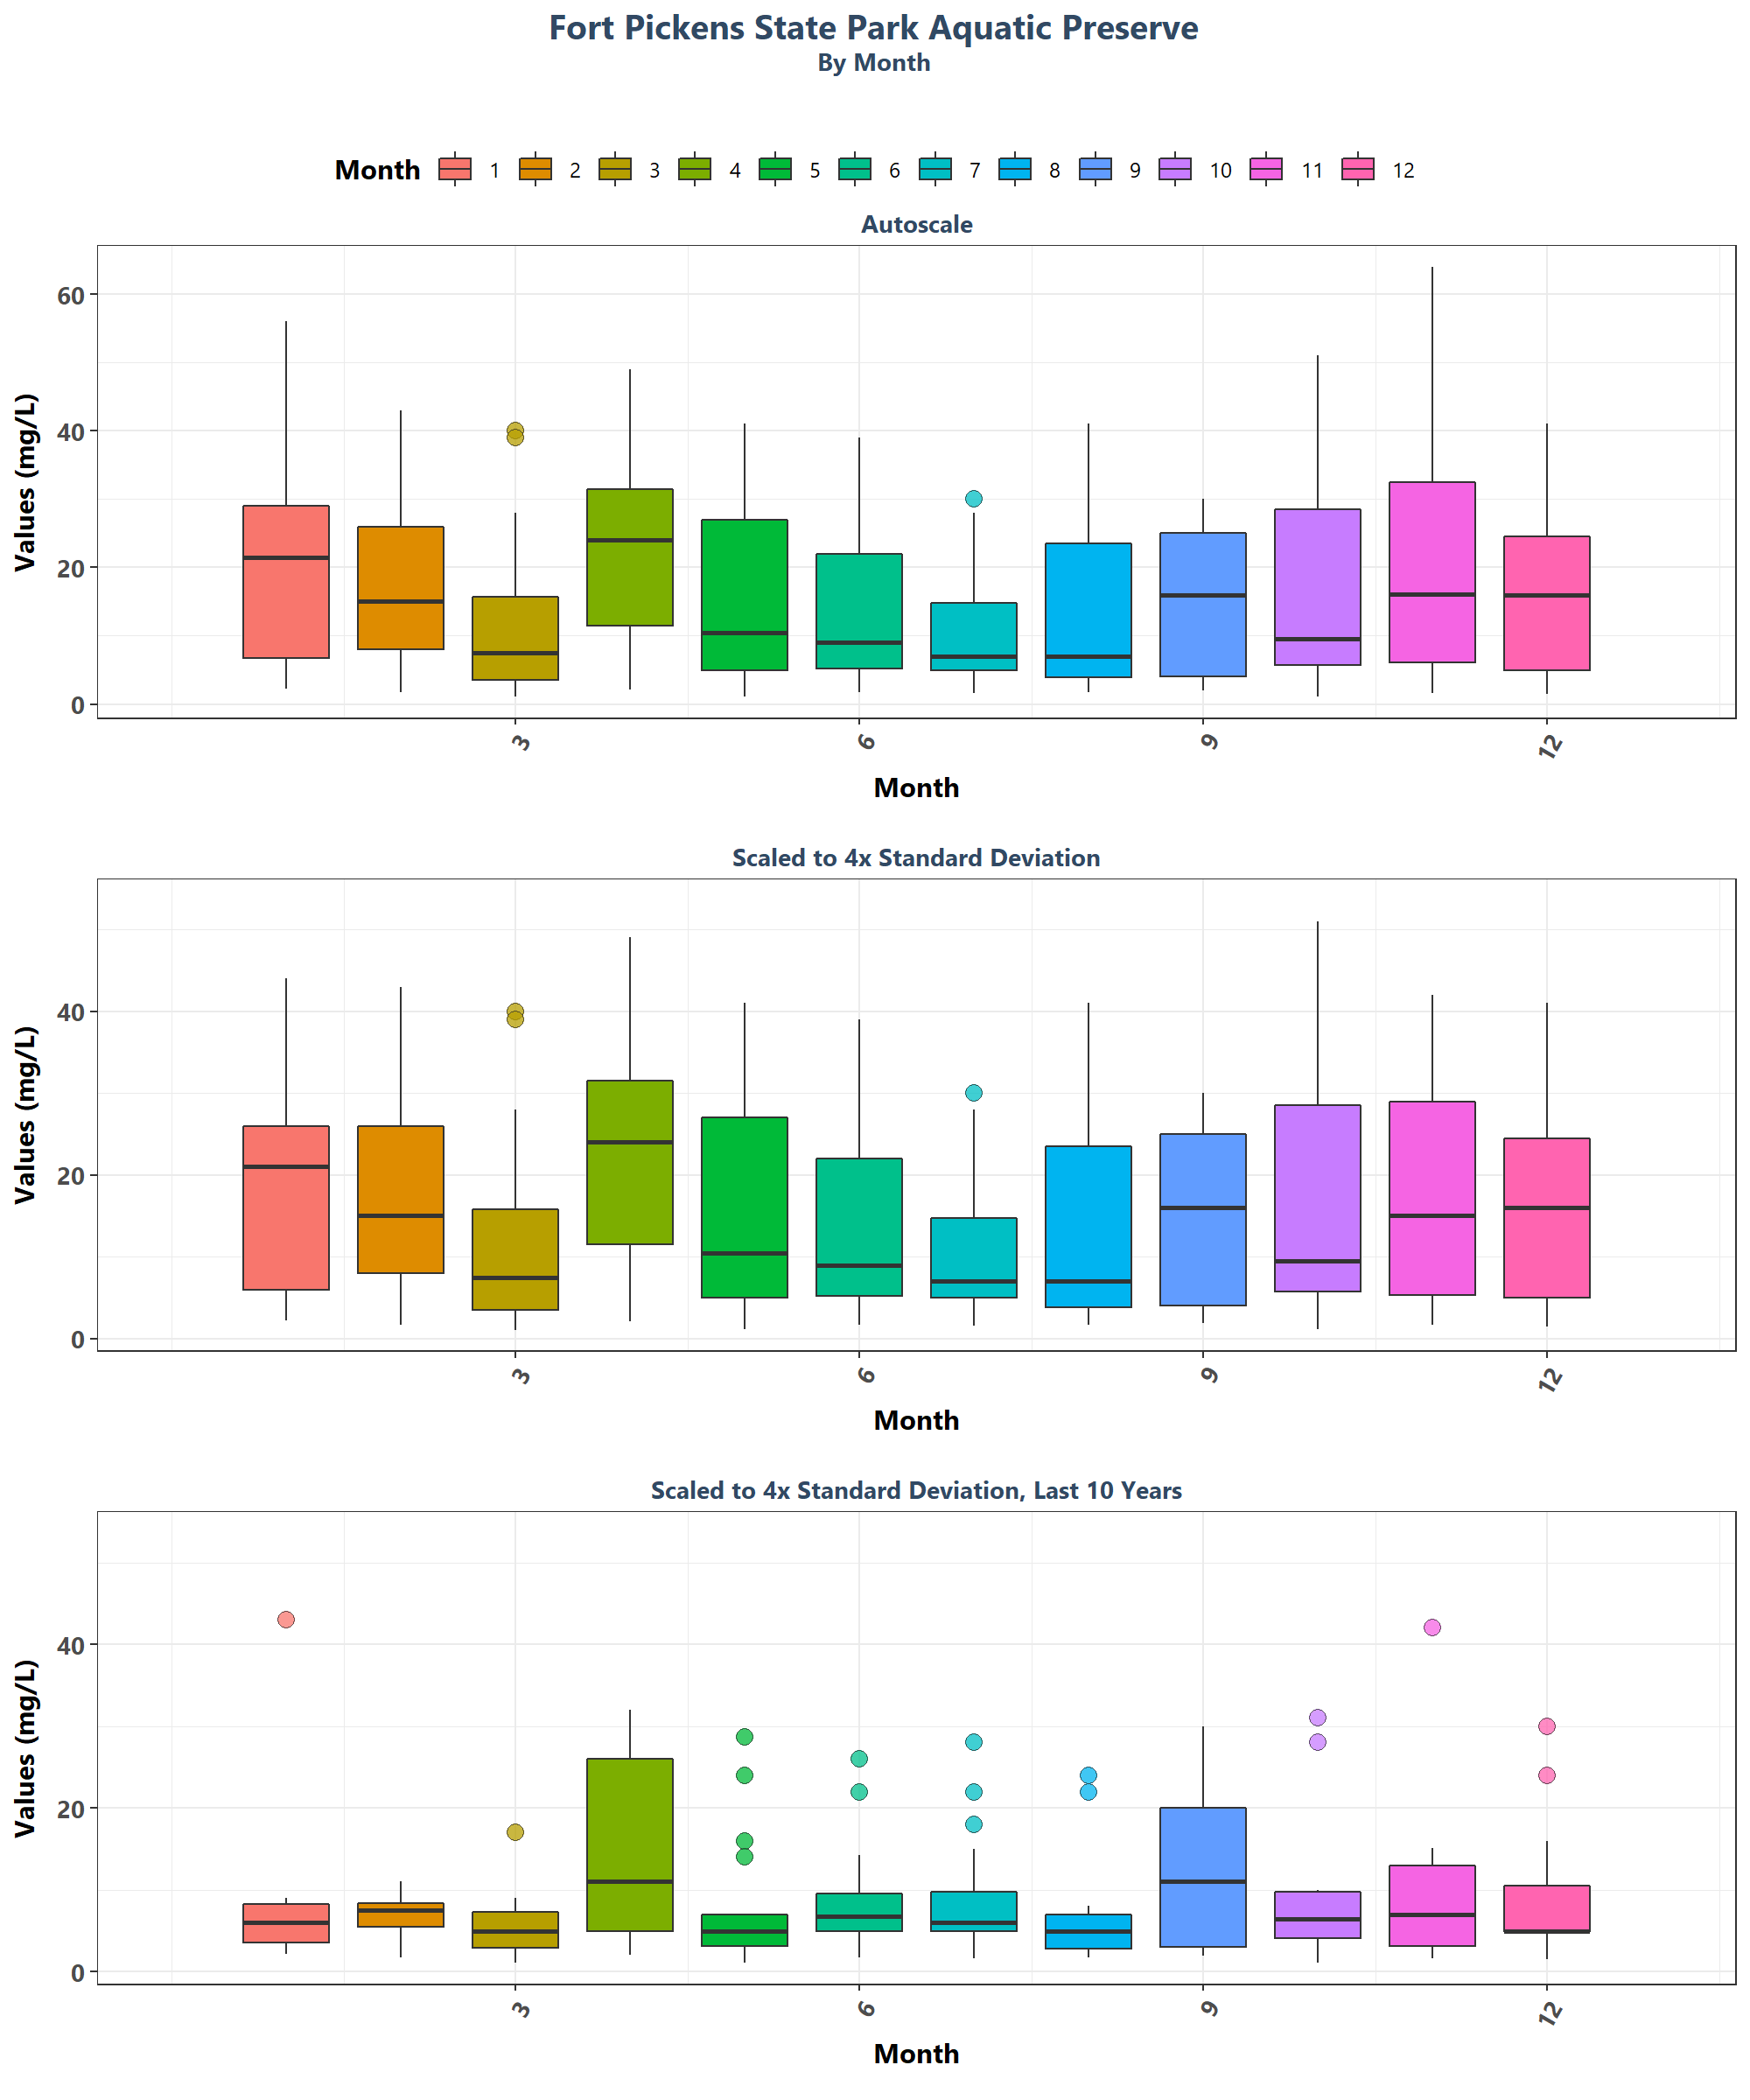 Fort Pickens State Park Aquatic Preserve
By Month
Month 1 2 3 4 5 6 7 8 9 10 11 12
Autoscale
Values (mg/L)
60
40
20
0
3 6 9 12
Month
Scaled to 4x Standard Deviation
Values (mg/L)
40
20
0
3 6 9 12
Month
Scaled to 4x Standard Deviation, Last 10 Years
Values (mg/L)
40
20
0
3 6 9 12
Month